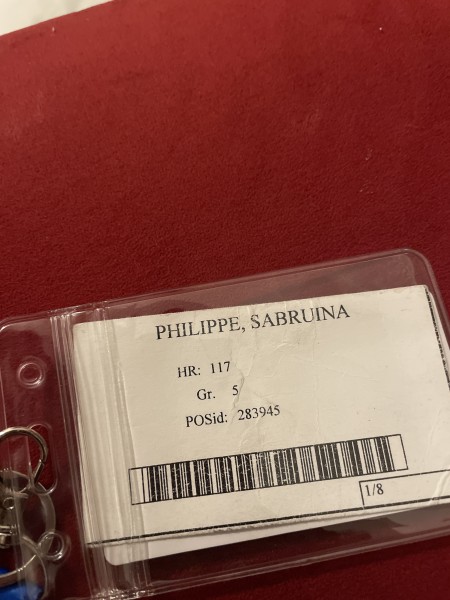 PHILIPPE, SABRUINA
HR: 117
Gr. 5
POSid: 283945
1/8